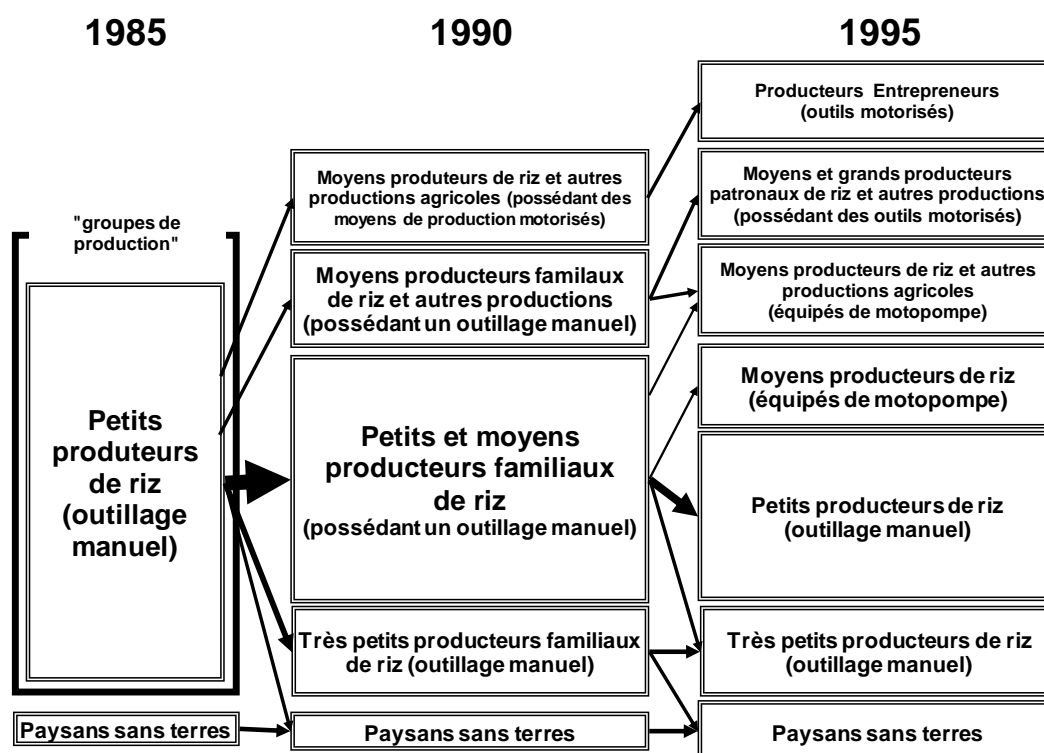 1985
1990
1995
"groupes de
production"
Petits
produteurs
de riz
(outillage
manuel)
Paysans sans terres
Moyens produteurs de riz et autres
productions agricoles (possédant des
moyens de production motorisés)
Moyens producteurs familaux
de riz et autres productions
(possédant un outillage manuel)
Petits et moyens
producteurs familiaux
de riz
(possédant un outillage manuel)
Très petits producteurs familiaux
de riz (outillage manuel)
Paysans sans terres
Producteurs Entrepreneurs
(outils motorisés)
Moyens et grands producteurs
patronaux de riz et autres productions
(possédant des outils motorisés)
Moyens producteurs de riz et autres
productions agricoles
(équipés de motopompe)
Moyens producteurs de riz
(équipés de motopompe)
Petits producteurs de riz
(outillage manuel)
Très petits producteurs de riz
(outillage manuel)
Paysans sans terres